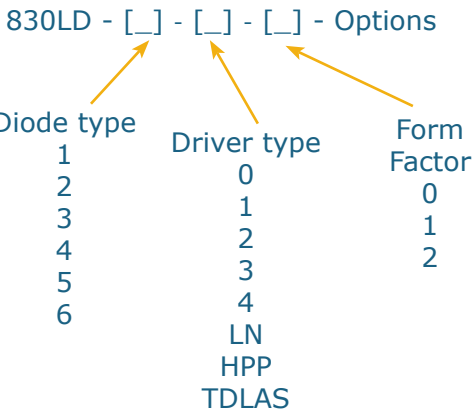 830LD - [_] - [_] - [_] - Options
Diode type
1
2
3
4
5
6
Driver type
0
1
2
3
4
LN
HPP
TDLAS
Form
Factor
0
1
2